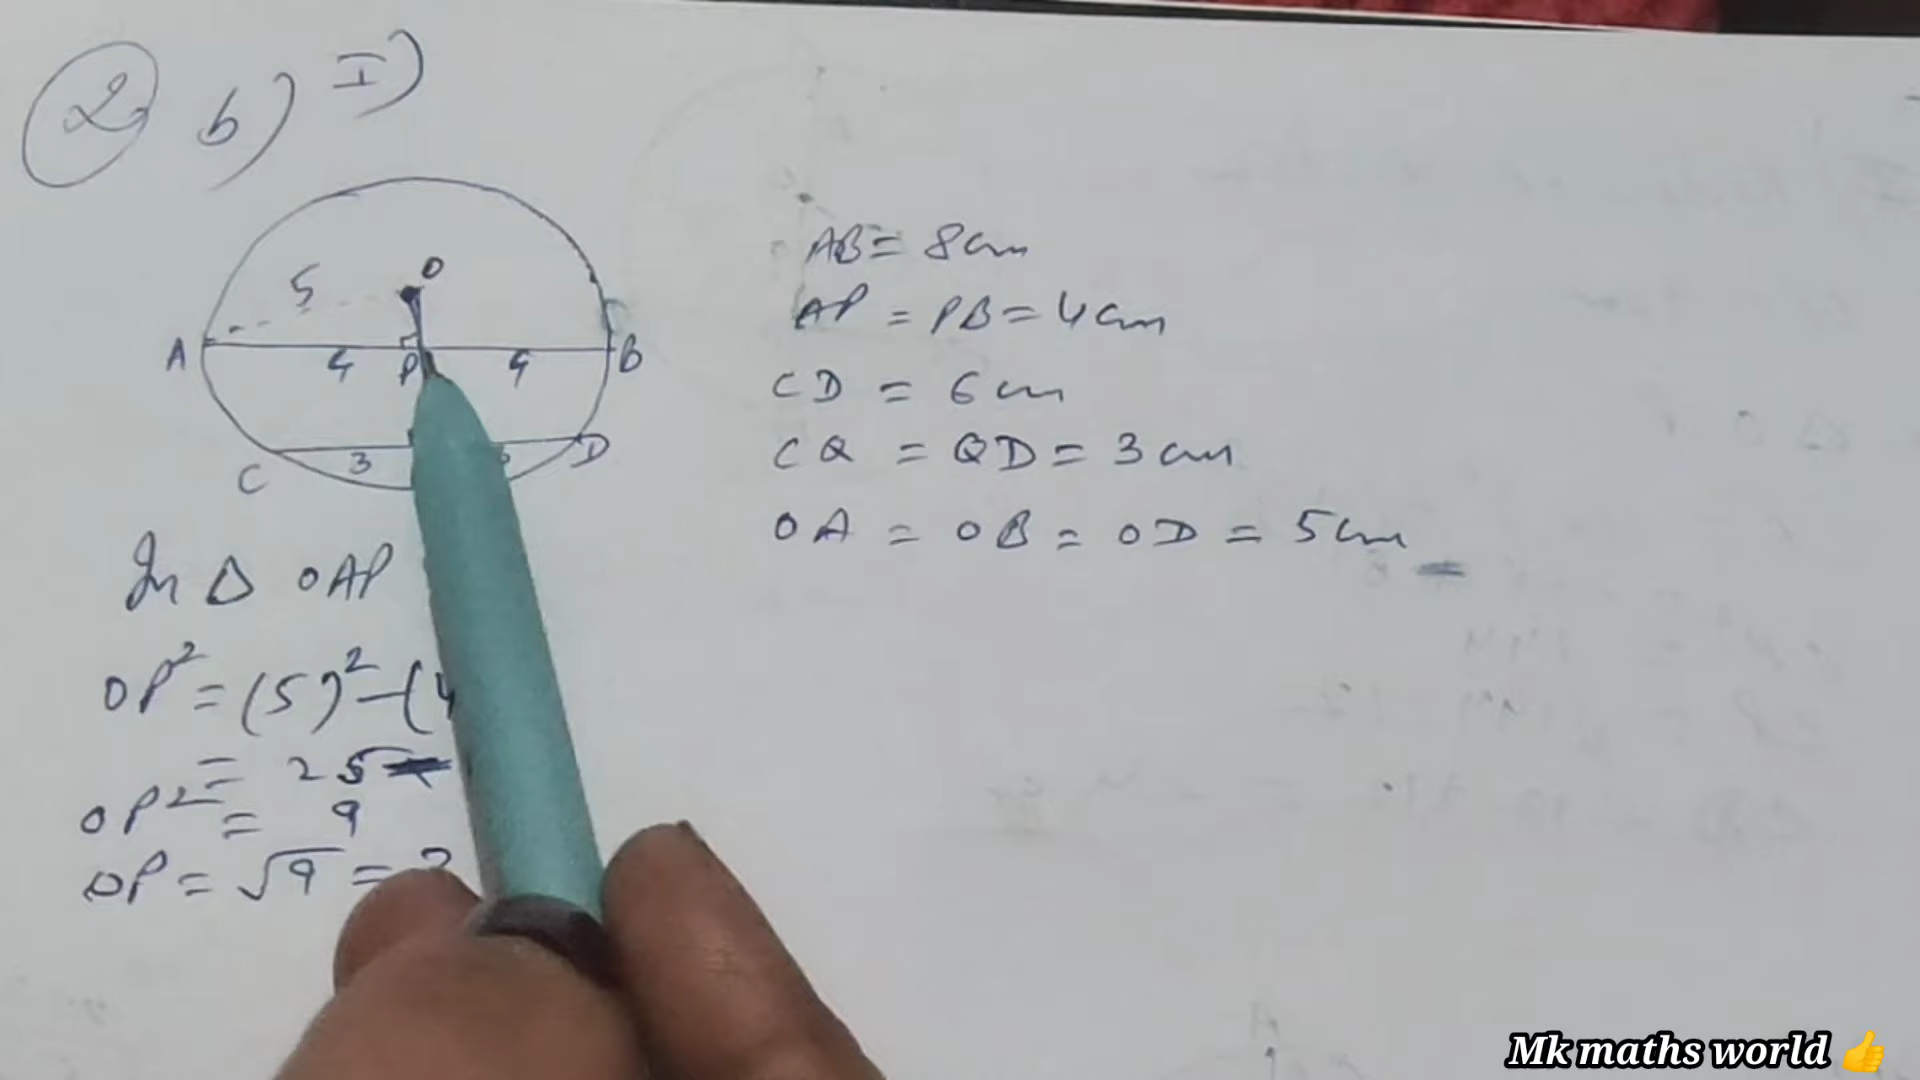 2 b) I)
O
5
A 4 P 4 B
C 3 D
AB = 8cm
AP = PB = 4cm
CD = 6cm
CQ = QD = 3cm
OA = OB = OD = 5cm
In Δ OAP
OP² = (5)² - (4
= 25 -
OP² = 9
OP = √9 =
Mk maths world 👍